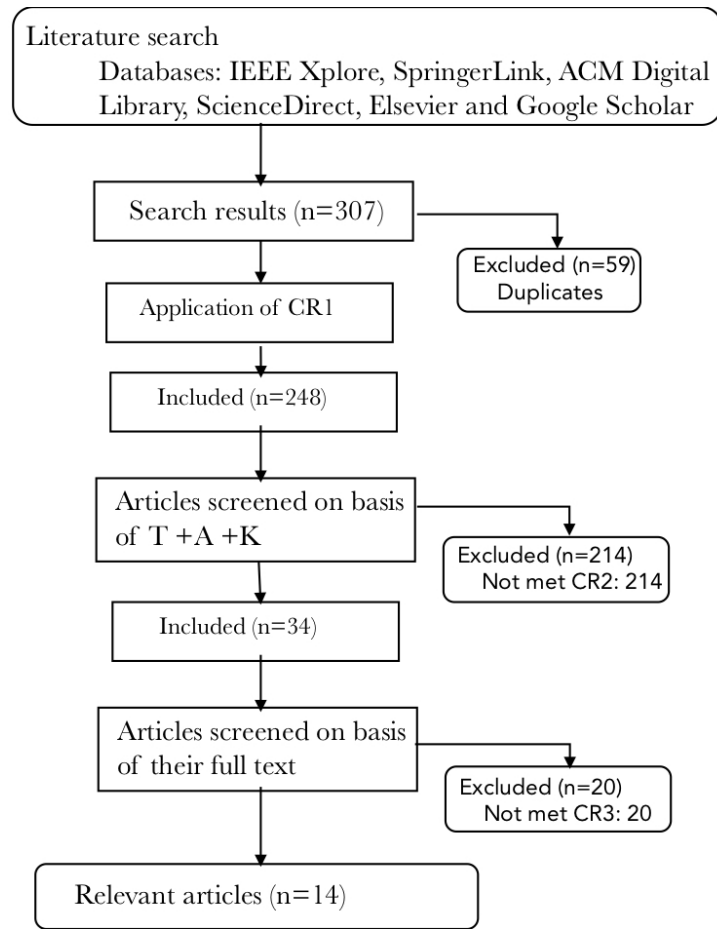 Literature search
Databases: IEEE Xplore, SpringerLink, ACM Digital
Library, ScienceDirect, Elsevier and Google Scholar
Search results (n=307)
Excluded (n=59)
Duplicates
Application of CR1
Included (n=248)
Articles screened on basis
of T +A +K
Excluded (n=214)
Not met CR2: 214
Included (n=34)
Articles screened on basis
of their full text
Excluded (n=20)
Not met CR3: 20
Relevant articles (n=14)